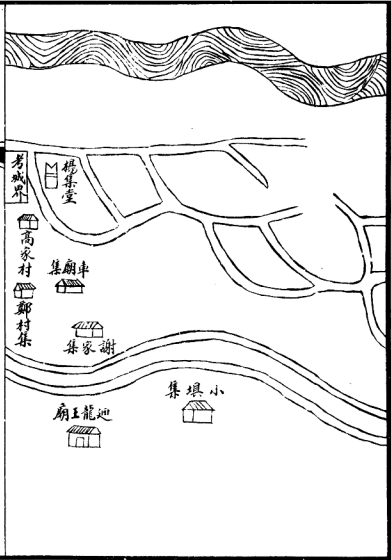 考城界
楊集堂
高家村
車廟集
鄭村集
謝家集
小填集
迎龍王廟